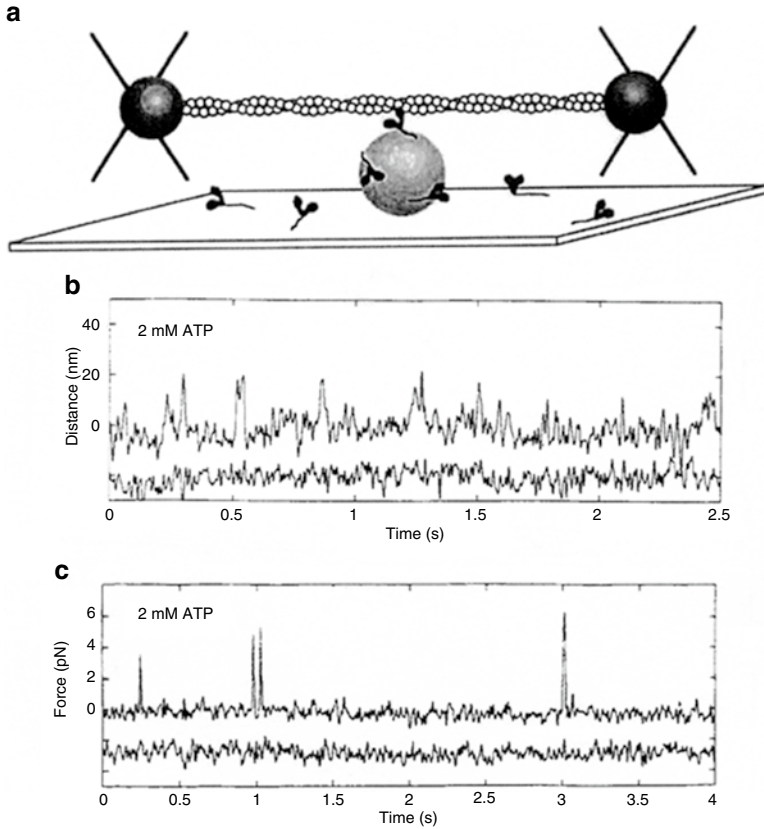 a
b
40
20
0
Distance (nm)
2 mM ATP
0 0.5 1 1.5 2 2.5
Time (s)
c
6
4
2
0
Force (pN)
2 mM ATP
0 0.5 1 1.5 2 2.5 3 3.5 4
Time (s)